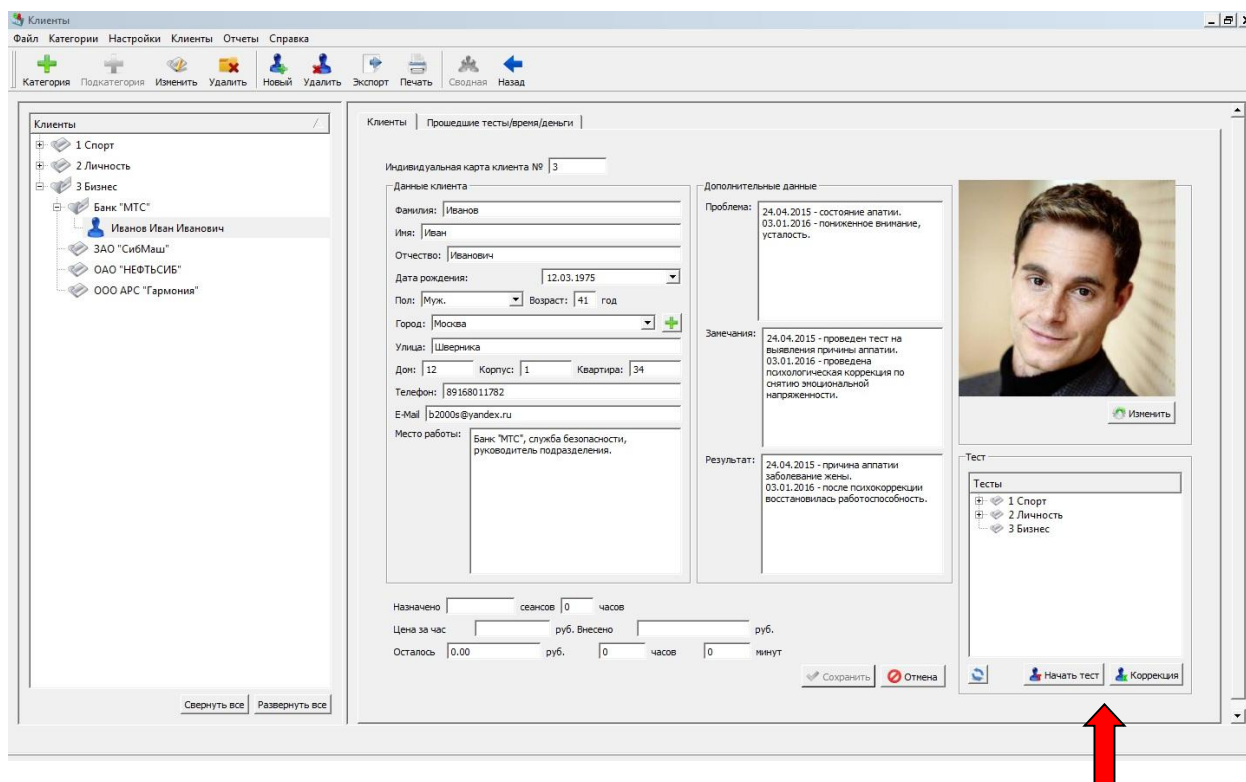 Клиенты
Файл Категории Настройки Клиенты Отчеты Справка
Категория Подкатегория Изменить Удалить Новый Удалить Экспорт Печать Сводная Назад
Клиенты
1 Спорт
2 Личность
3 Бизнес
Банк "МТС"
Иванов Иван Иванович
ЗАО "СибМаш"
ОАО "НЕФТЬСИБ"
ООО АРС "Гармония"
Свернуть все Развернуть все
Клиенты Прошедшие тесты/время/деньги
Индивидуальная карта клиента № 3
Данные клиента
Фамилия: Иванов
Имя: Иван
Отчество: Иванович
Дата рождения: 12.03.1975
Пол: Муж. Возраст: 41 год
Город: Москва
Улица: Шверника
Дом: 12 Корпус: 1 Квартира: 34
Телефон: 89168011782
E-Mail b2000s@yandex.ru
Место работы: Банк "МТС", служба безопасности,
руководитель подразделения.
Дополнительные данные
Проблема: 24.04.2015 - состояние апатии.
03.01.2016 - пониженное внимание,
усталость.
Замечания: 24.04.2015 - проведен тест на
выявления причины аппатии.
03.01.2016 - проведена
психологическая коррекция по
снятию эмоциональной
напряженности.
Результат: 24.04.2015 - причина аппатии
заболевание жены.
03.01.2016 - после психокоррекции
восстановилась работоспособность.
Изменить
Тест
Тесты
1 Спорт
2 Личность
3 Бизнес
Начать тест Коррекция
Назначено сеансов 0 часов
Цена за час руб. Внесено руб.
Осталось 0.00 руб. 0 часов 0 минут
Сохранить Отмена